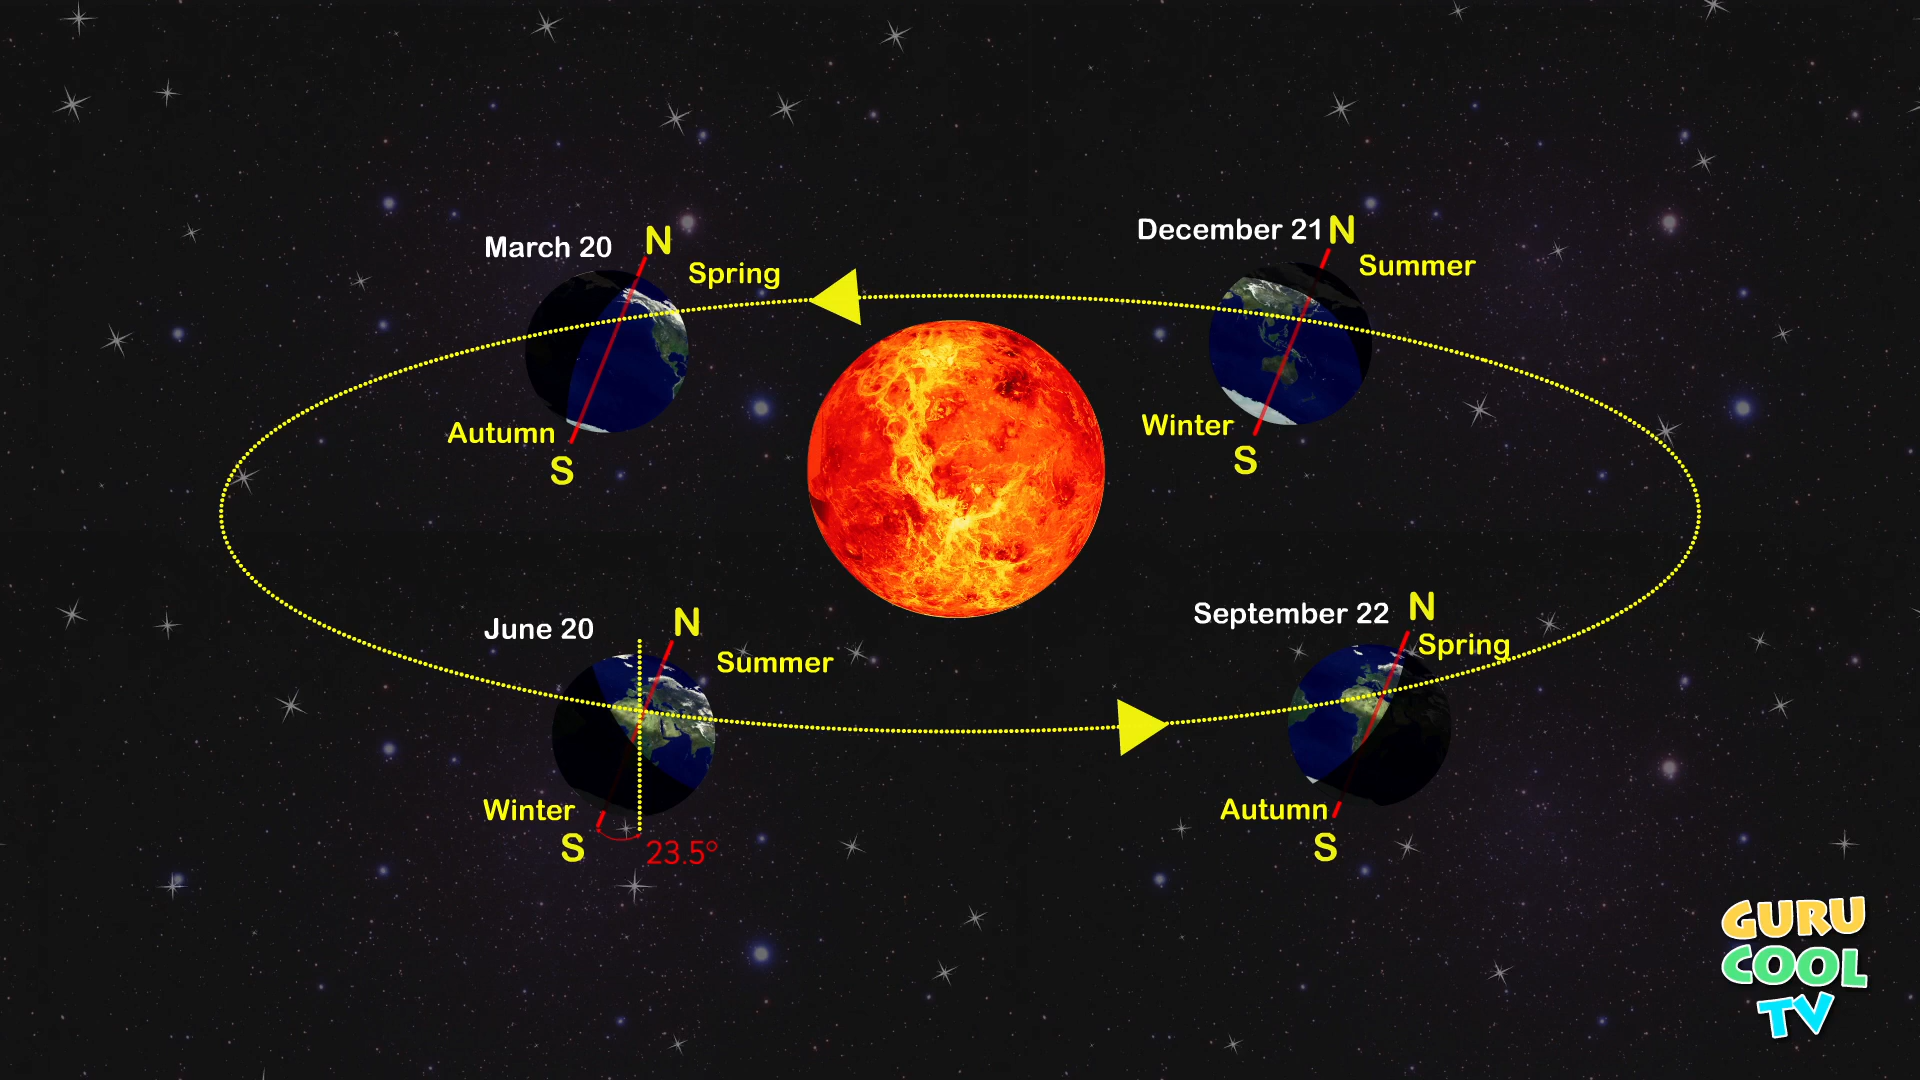 March 20
N
Spring
Autumn
S
December 21
N
Summer
Winter
S
June 20
N
Summer
Winter
S
23.5°
September 22
N
Spring
Autumn
S
GURU
COOL
TV